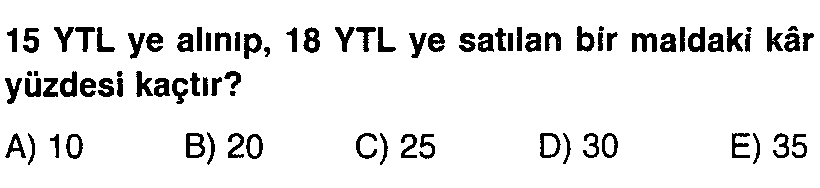 15 YTL ye alınıp, 18 YTL ye satılan bir maldaki kâr
yüzdesi kaçtır?
A) 10 B) 20 C) 25 D) 30 E) 35